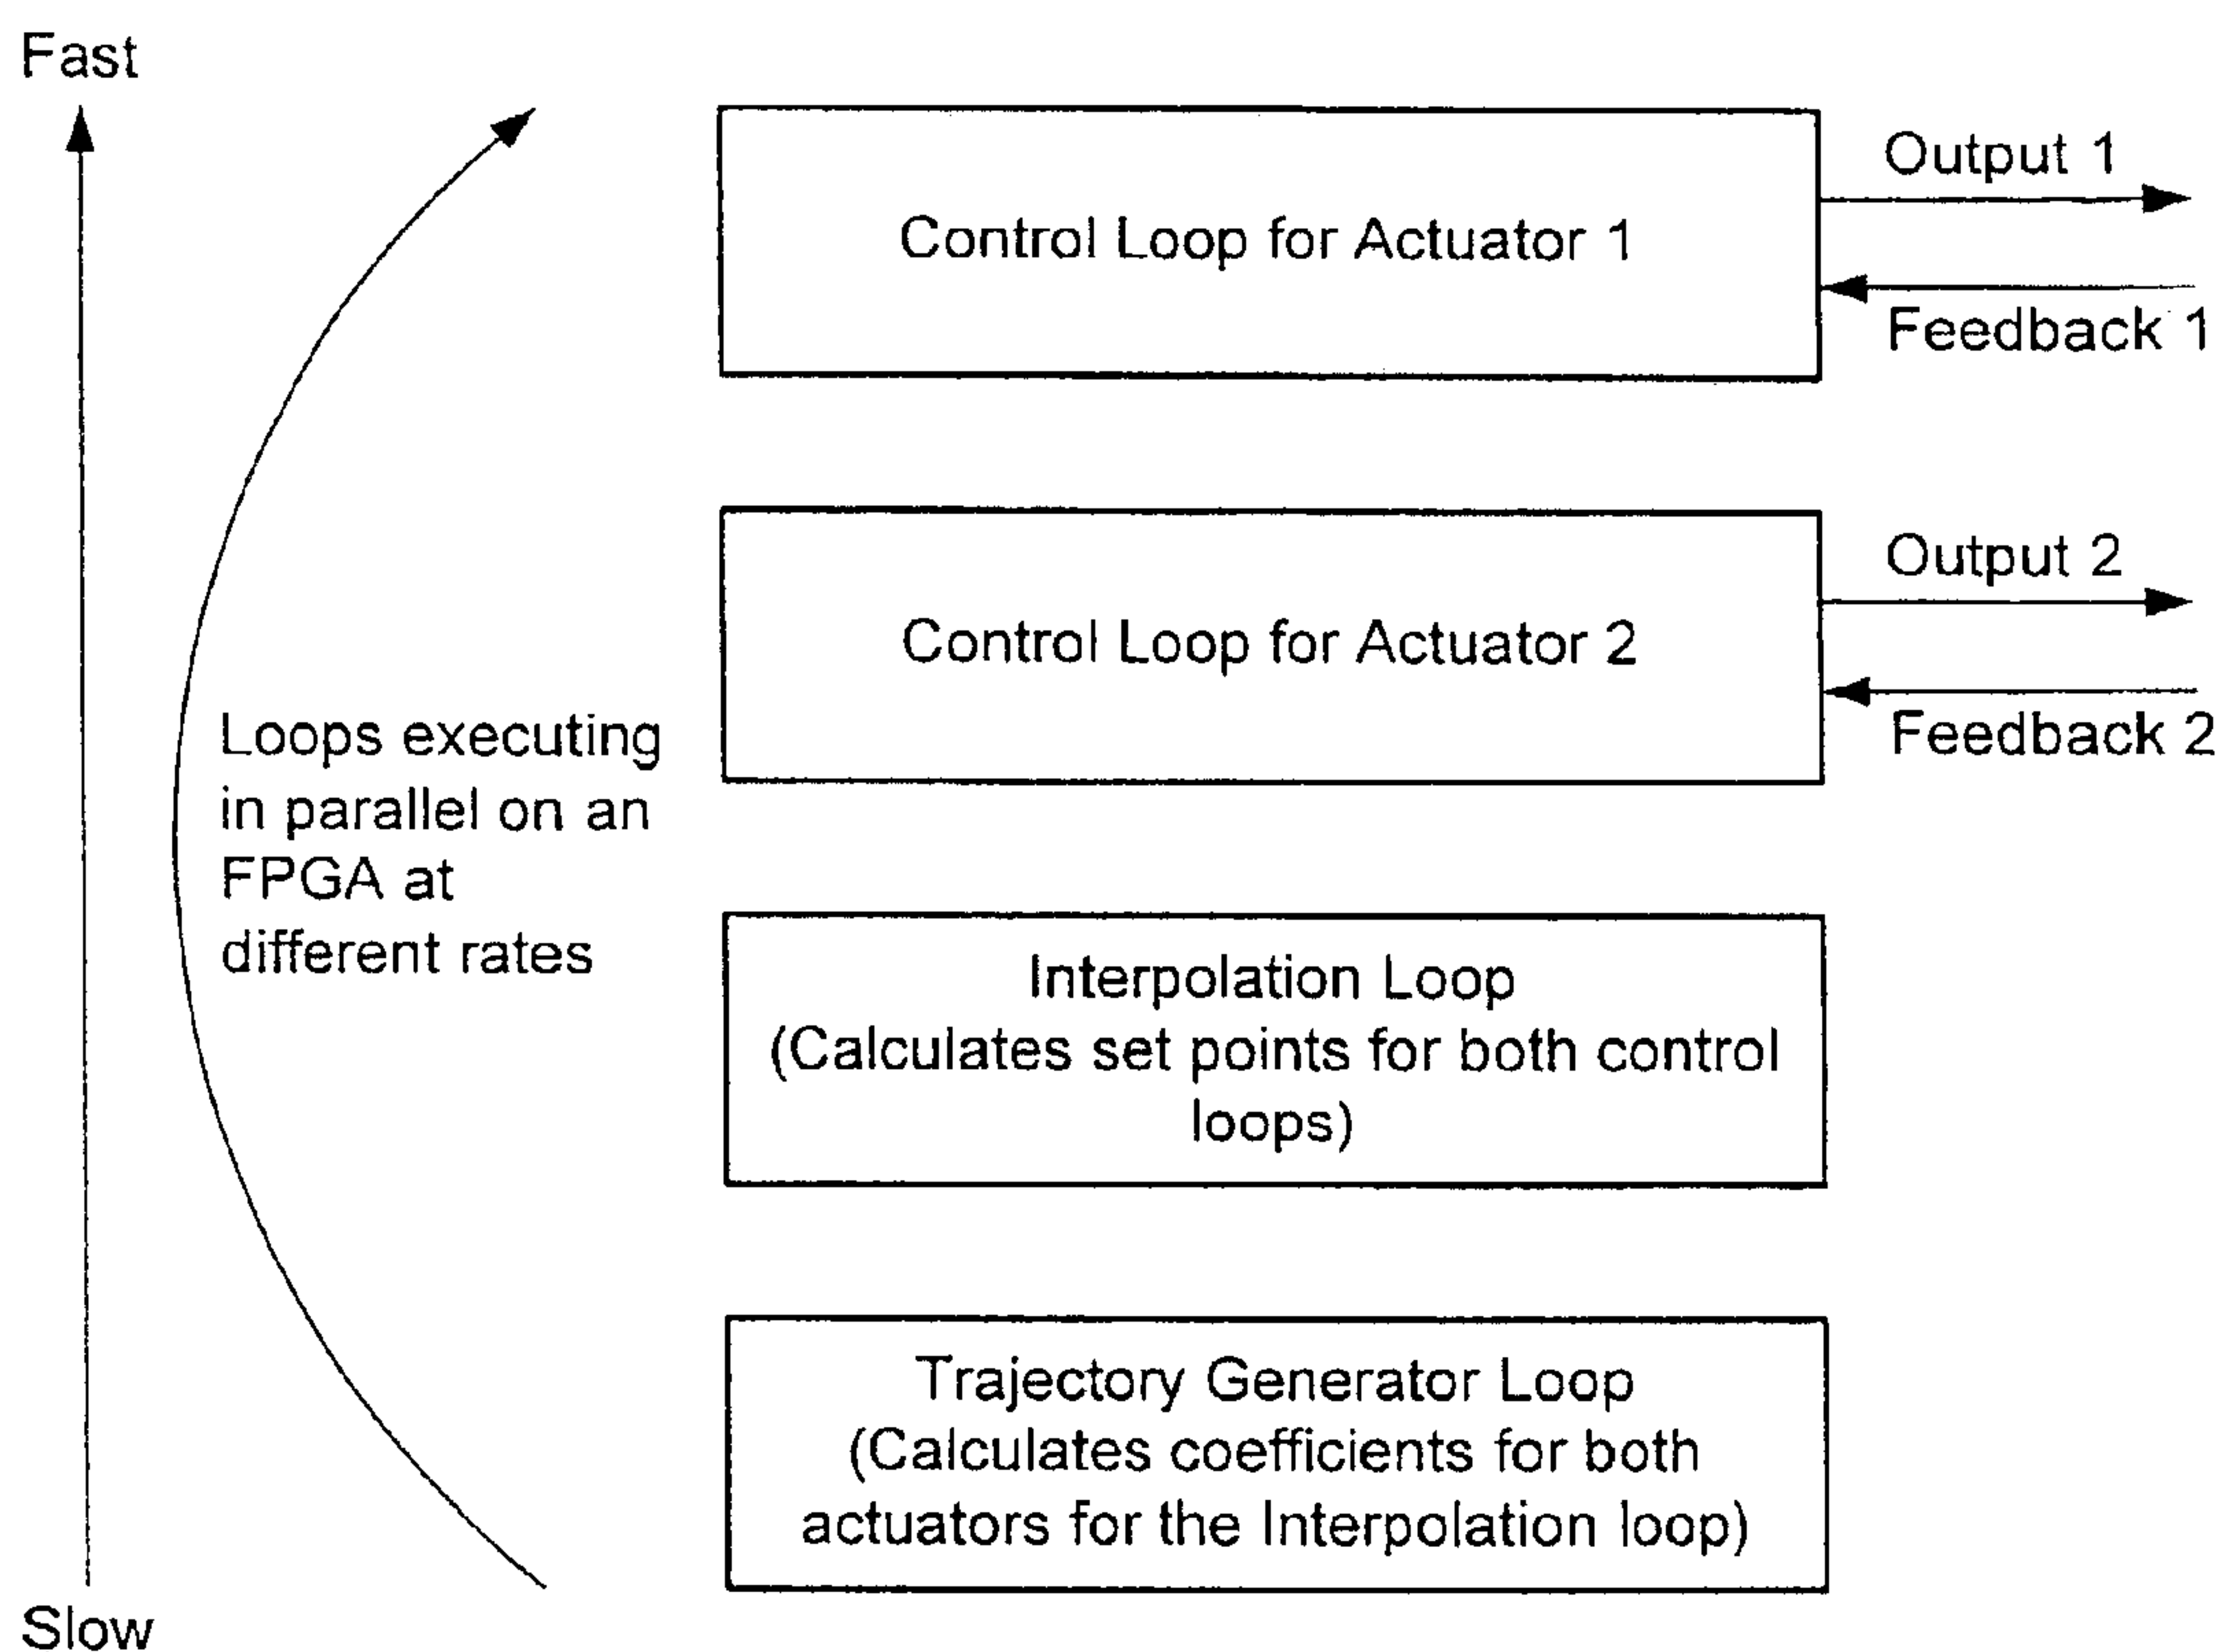 Fast
Control Loop for Actuator 1
Output 1
Feedback 1
Control Loop for Actuator 2
Output 2
Feedback 2
Loops executing
in parallel on an
FPGA at
different rates
Interpolation Loop
(Calculates set points for both control
loops)
Trajectory Generator Loop
(Calculates coefficients for both
actuators for the Interpolation loop)
Slow